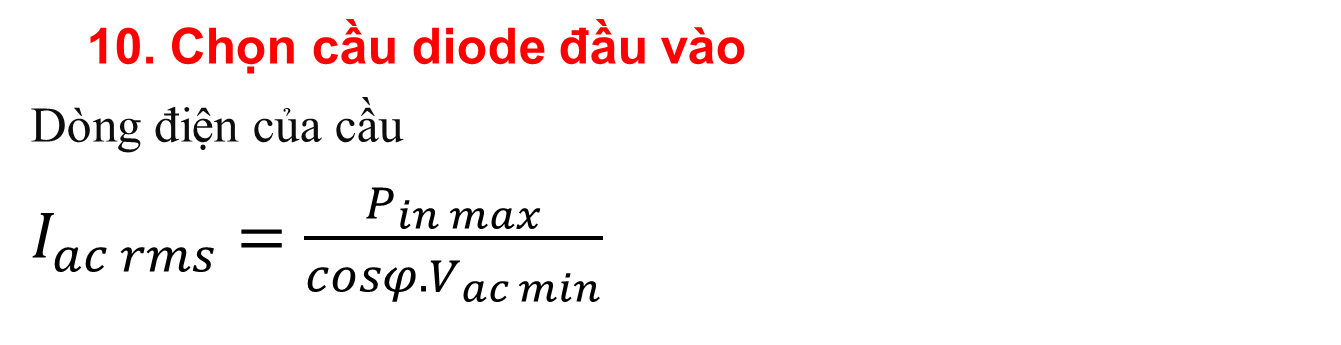 10. Chọn cầu diode đầu vào
Dòng điện của cầu
I_{ac rms} = \frac{P_{in max}}{cosφ.V_{ac min}}